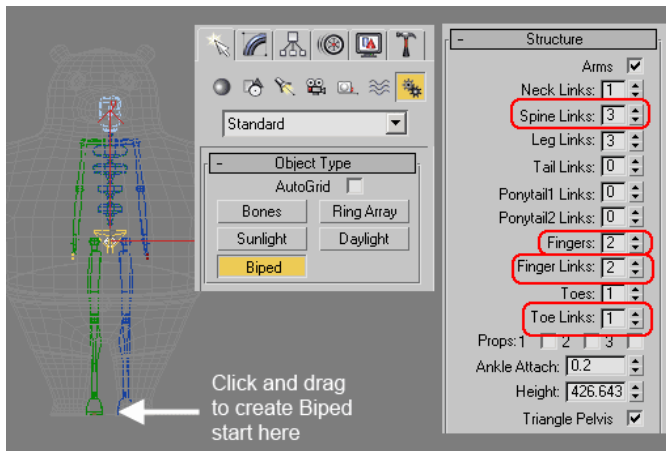 Standard
- Object Type
AutoGrid
Bones Ring Array
Sunlight Daylight
Biped
Click and drag
to create Biped
start here
- Structure
Arms
Neck Links: 1
Spine Links: 3
Leg Links: 3
Tail Links: 0
Ponytail1 Links: 0
Ponytail2 Links: 0
Fingers: 2
Finger Links: 2
Toes: 1
Toe Links: 1
Props: 1 2 3
Ankle Attach: 0.2
Height: 426.643
Triangle Pelvis